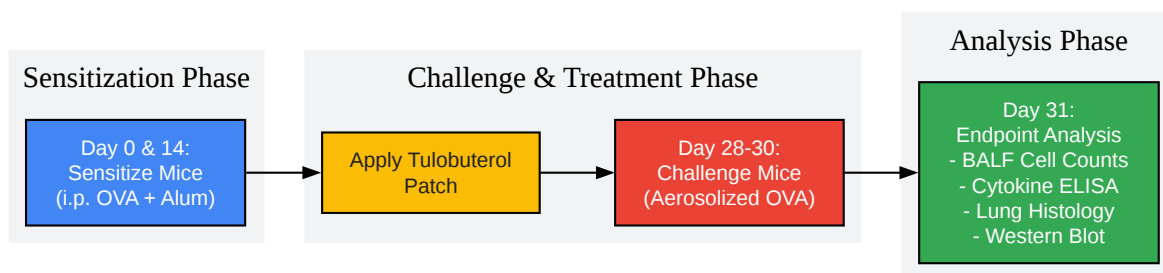 Sensitization Phase
Day 0 & 14:
Sensitize Mice
(i.p. OVA + Alum)
Challenge & Treatment Phase
Apply Tulobuterol
Patch
Day 28-30:
Challenge Mice
(Aerosolized OVA)
Analysis Phase
Day 31:
Endpoint Analysis
- BALF Cell Counts
- Cytokine ELISA
- Lung Histology
- Western Blot